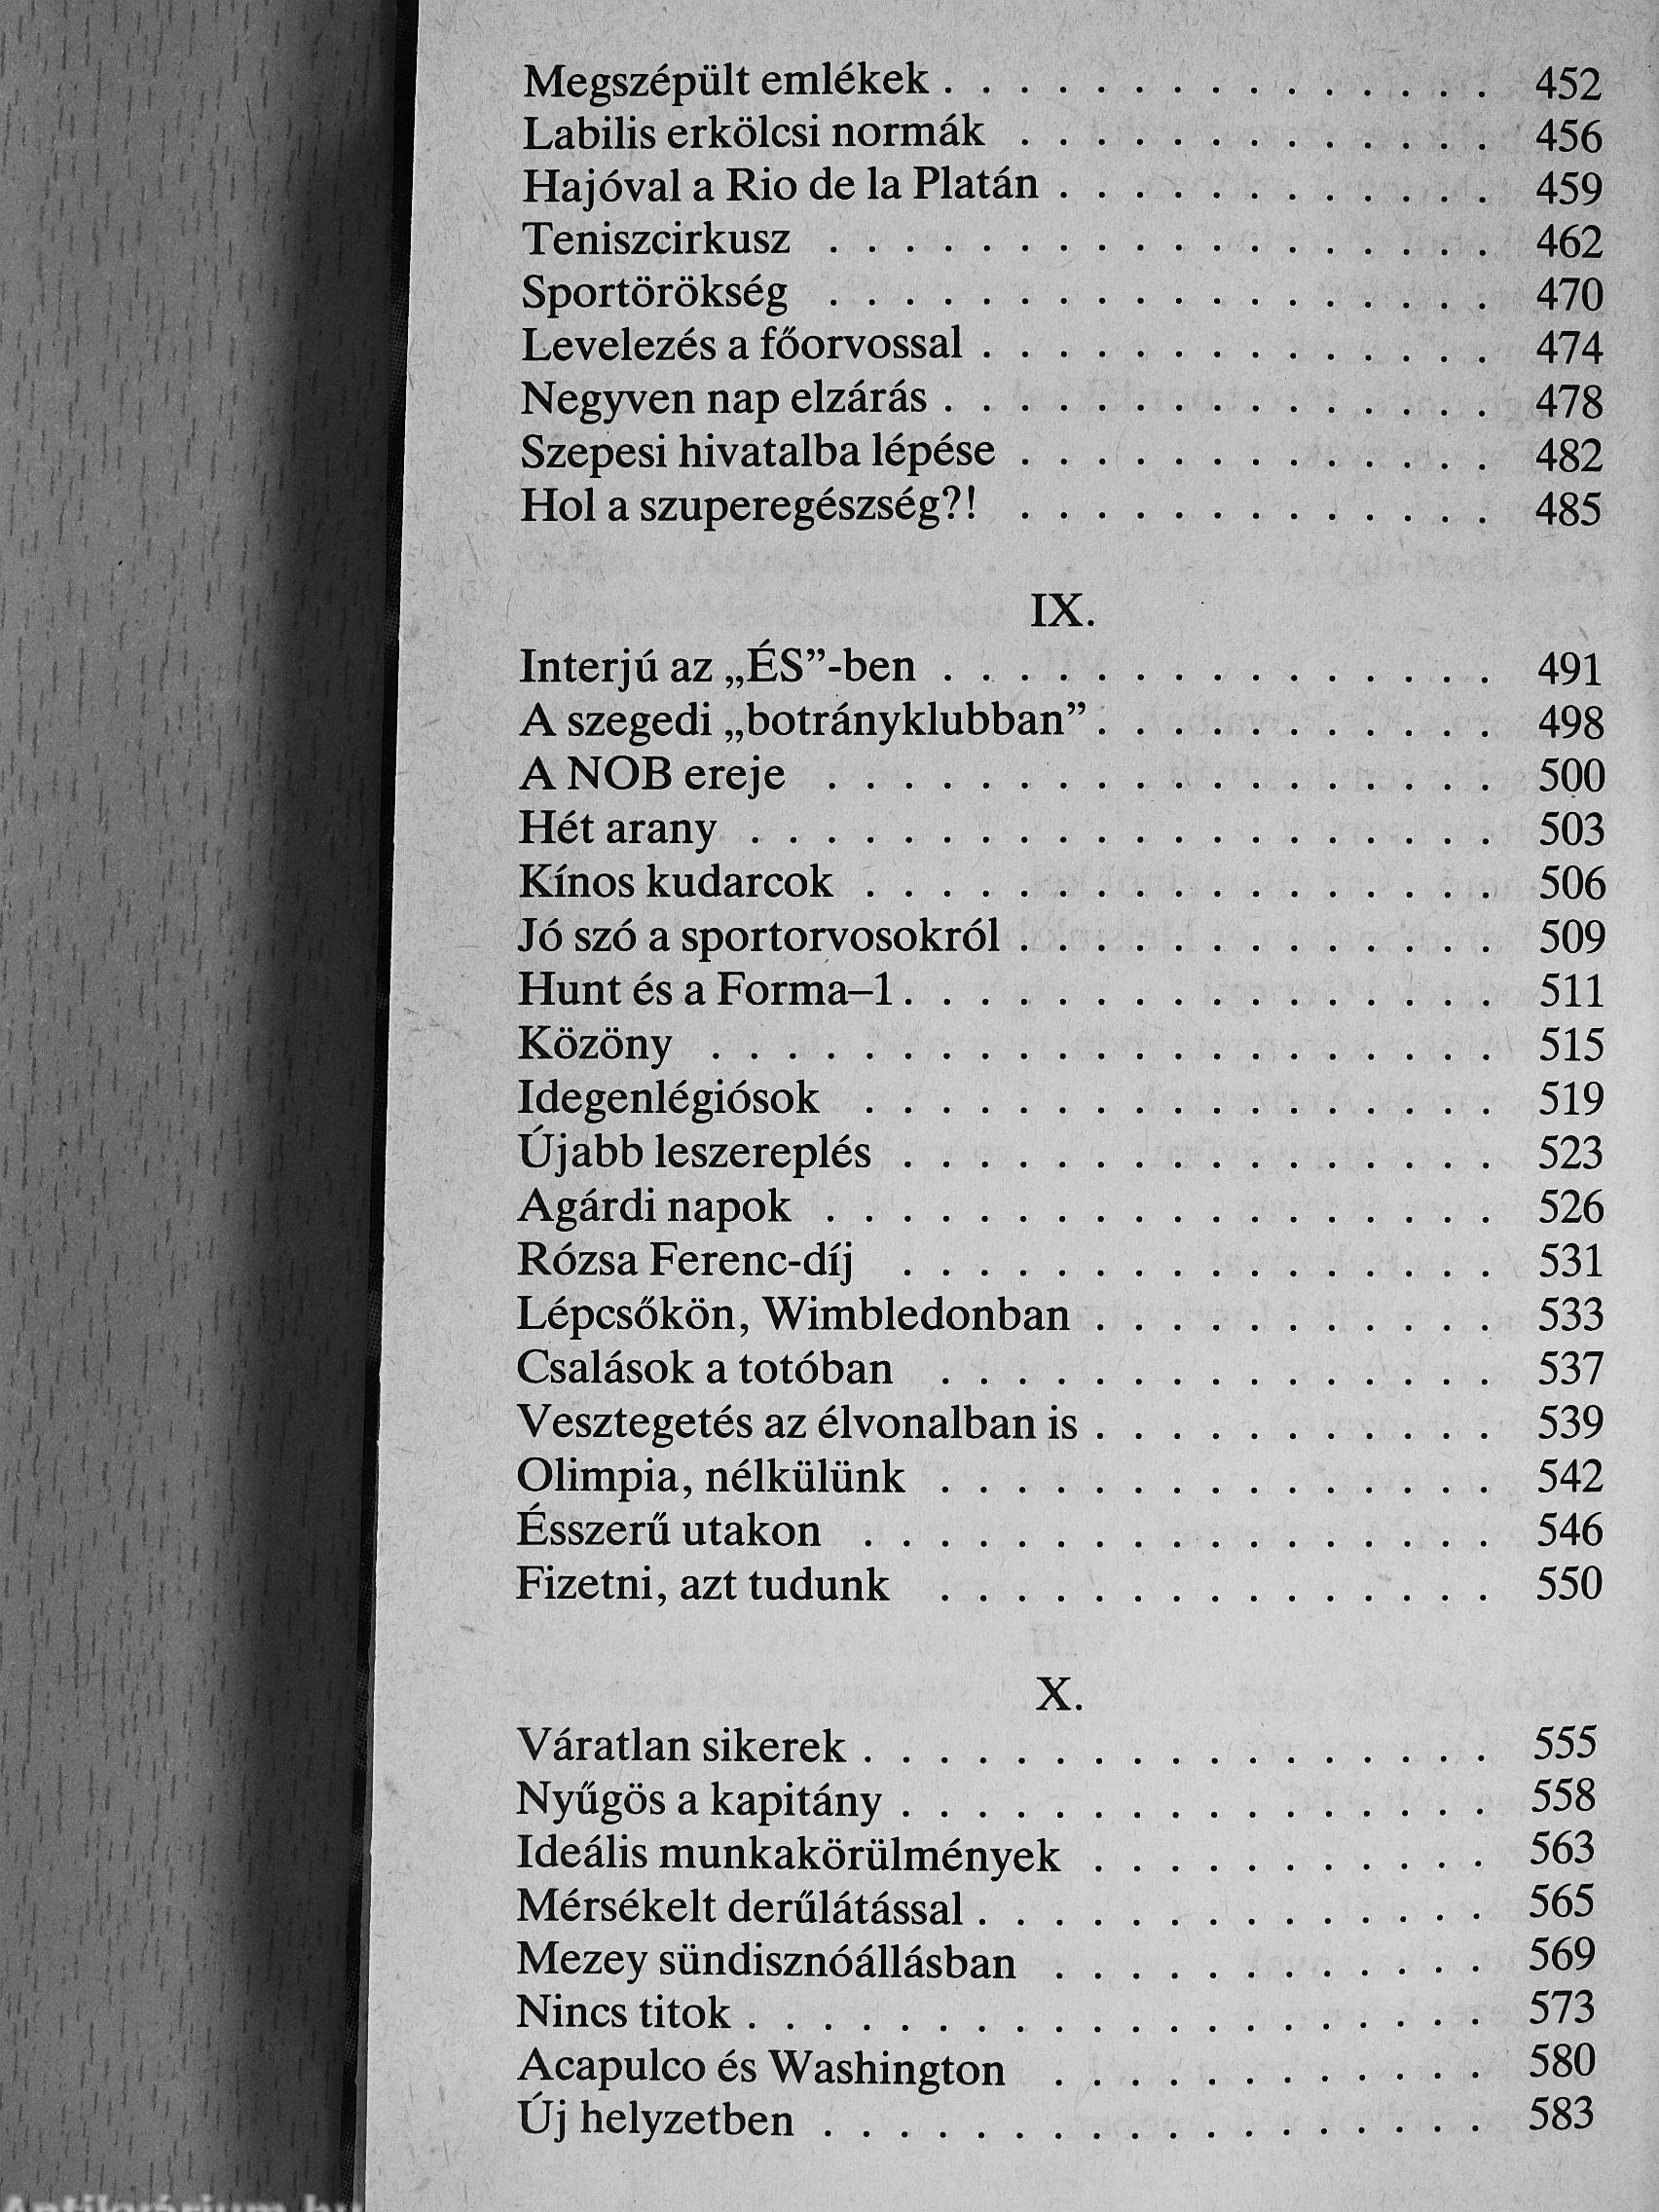 Megszépült emlékek . . . . . . . . . . . . . . . 452
Labilis erkölcsi normák . . . . . . . . . . . . . 456
Hajóval a Rio de la Platán . . . . . . . . . . . . 459
Teniszcirkusz . . . . . . . . . . . . . . . . . . 462
Sportörökség . . . . . . . . . . . . . . . . . . 470
Levelezés a főorvossal . . . . . . . . . . . . . . 474
Negyven nap elzárás . . . . . . . . . . . . . . . 478
Szepesi hivatalba lépése . . . . . . . . . . . . . 482
Hol a szuperegészség?! . . . . . . . . . . . . . 485
IX.
Interjú az „ÉS”-ben . . . . . . . . . . . . . . . 491
A szegedi „botrányklubban” . . . . . . . . . . . 498
A NOB ereje . . . . . . . . . . . . . . . . . . 500
Hét arany . . . . . . . . . . . . . . . . . . . . 503
Kínos kudarcok . . . . . . . . . . . . . . . . . 506
Jó szó a sportorvosokról . . . . . . . . . . . . . 509
Hunt és a Forma–1 . . . . . . . . . . . . . . . . 511
Közöny . . . . . . . . . . . . . . . . . . . . . 515
Idegenlégiósok . . . . . . . . . . . . . . . . . 519
Újabb leszereplés . . . . . . . . . . . . . . . . 523
Agárdi napok . . . . . . . . . . . . . . . . . . 526
Rózsa Ferenc-díj . . . . . . . . . . . . . . . . 531
Lépcsőkön, Wimbledonban . . . . . . . . . . . 533
Csalások a totóban . . . . . . . . . . . . . . . 537
Vesztegetés az élvonalban is . . . . . . . . . . . 539
Olimpia, nélkülünk . . . . . . . . . . . . . . . 542
Ésszerű utakon . . . . . . . . . . . . . . . . . 546
Fizetni, azt tudunk . . . . . . . . . . . . . . . 550
X.
Váratlan sikerek . . . . . . . . . . . . . . . . . 555
Nyűgös a kapitány . . . . . . . . . . . . . . . . 558
Ideális munkakörülmények . . . . . . . . . . . 563
Mérsékelt derűlátással . . . . . . . . . . . . . . 565
Mezey sündisznóállásban . . . . . . . . . . . . 569
Nincs titok . . . . . . . . . . . . . . . . . . . . 573
Acapulco és Washington . . . . . . . . . . . . 580
Új helyzetben . . . . . . . . . . . . . . . . . . 583
Antikvárium.hu